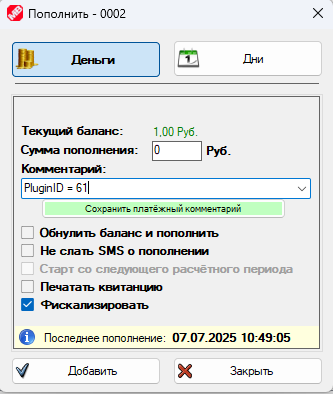 Пополнить - 0002
Деньги
Дни
Текущий баланс: 1,00 Руб.
Сумма пополнения: 0 Руб.
Комментарий:
PluginID = 61
Сохранить платёжный комментарий
Обнулить баланс и пополнить
Не слать SMS о пополнении
Старт со следующего расчётного периода
Печатать квитанцию
Фискализировать
Последнее пополнение: 07.07.2025 10:49:05
Добавить
Закрыть